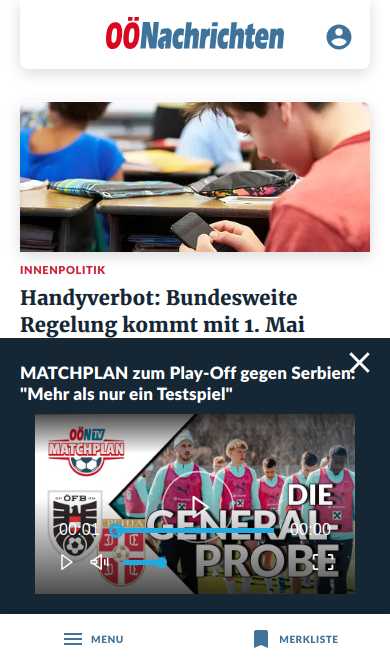 OÖNachrichten
INNENPOLITIK
Handyverbot: Bundesweite
Regelung kommt mit 1. Mai
MATCHPLAN zum Play-Off gegen Serbien:
"Mehr als nur ein Testspiel"
OÖN TV
MATCHPLAN
ÖFB
DIE
GENERAL-
PROBE
00:01
00:00
MENU
MERKLISTE